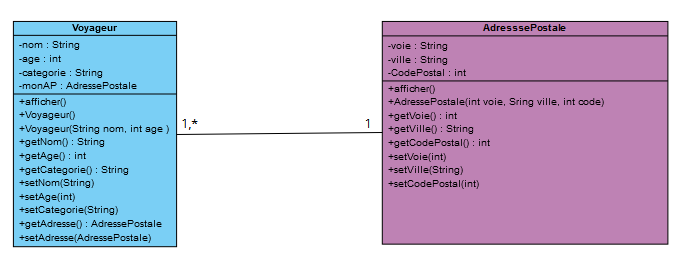 Voyageur
-nom : String
-age : int
-categorie : String
-monAP : AdressePostale
+afficher()
+Voyageur()
+Voyageur(String nom, int age )
+getNom() : String
+getAge() : int
+getCategorie() : String
+setNom(String)
+setAge(int)
+setCategorie(String)
+getAdresse() : AdressePostale
+setAdresse(AdressePostale)
1,*
1
AdresssePostale
-voie : String
-ville : String
-CodePostal : int
+afficher()
+AdressePostale(int voie, Sring ville, int code)
+getVoie() : int
+getVille() : String
+getCodePostal() : int
+setVoie(int)
+setVille(String)
+setCodePostal(int)